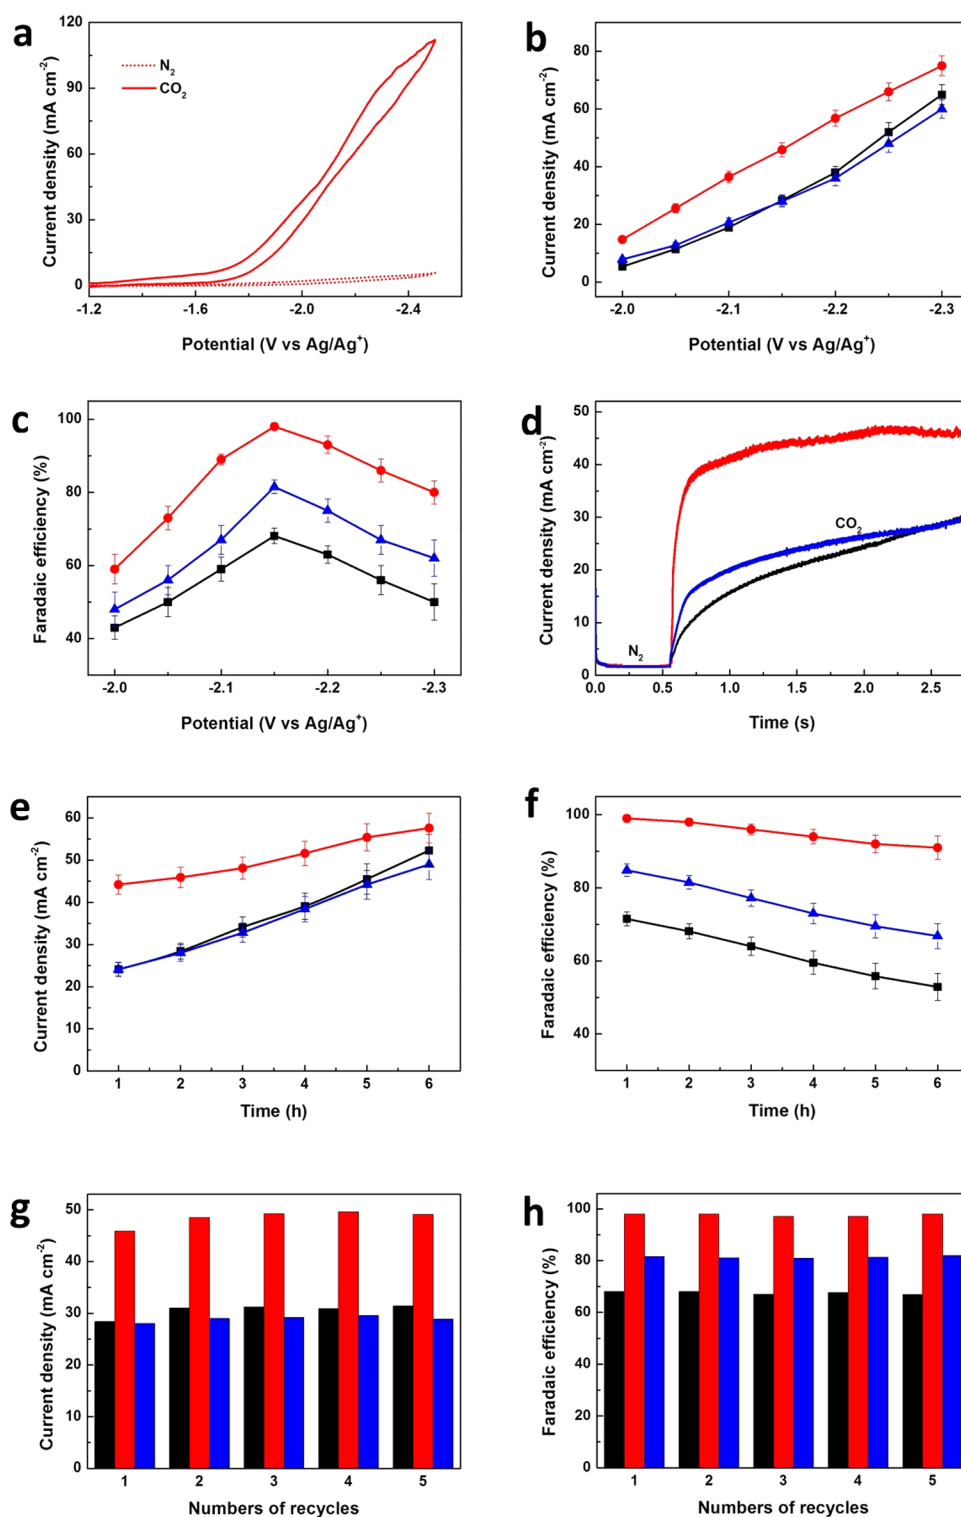 a
120
90
60
30
0
N₂
CO₂
Current density (mA cm⁻²)
-1.2 -1.6 -2.0 -2.4
Potential (V vs Ag/Ag⁺)
b
80
60
40
20
0
Current density (mA cm⁻²)
-2.0 -2.1 -2.2 -2.3
Potential (V vs Ag/Ag⁺)
c
100
80
60
40
Faradaic efficiency (%)
-2.0 -2.1 -2.2 -2.3
Potential (V vs Ag/Ag⁺)
d
50
40
30
20
10
0
Current density (mA cm⁻²)
CO₂
N₂
0.0 0.5 1.0 1.5 2.0 2.5
Time (s)
e
60
50
40
30
20
10
0
Current density (mA cm⁻²)
1 2 3 4 5 6
Time (h)
f
100
80
60
40
Faradaic efficiency (%)
1 2 3 4 5 6
Time (h)
g
50
40
30
20
10
0
Current density (mA cm⁻²)
1 2 3 4 5
Numbers of recycles
h
100
80
60
40
20
0
Faradaic efficiency (%)
1 2 3 4 5
Numbers of recycles